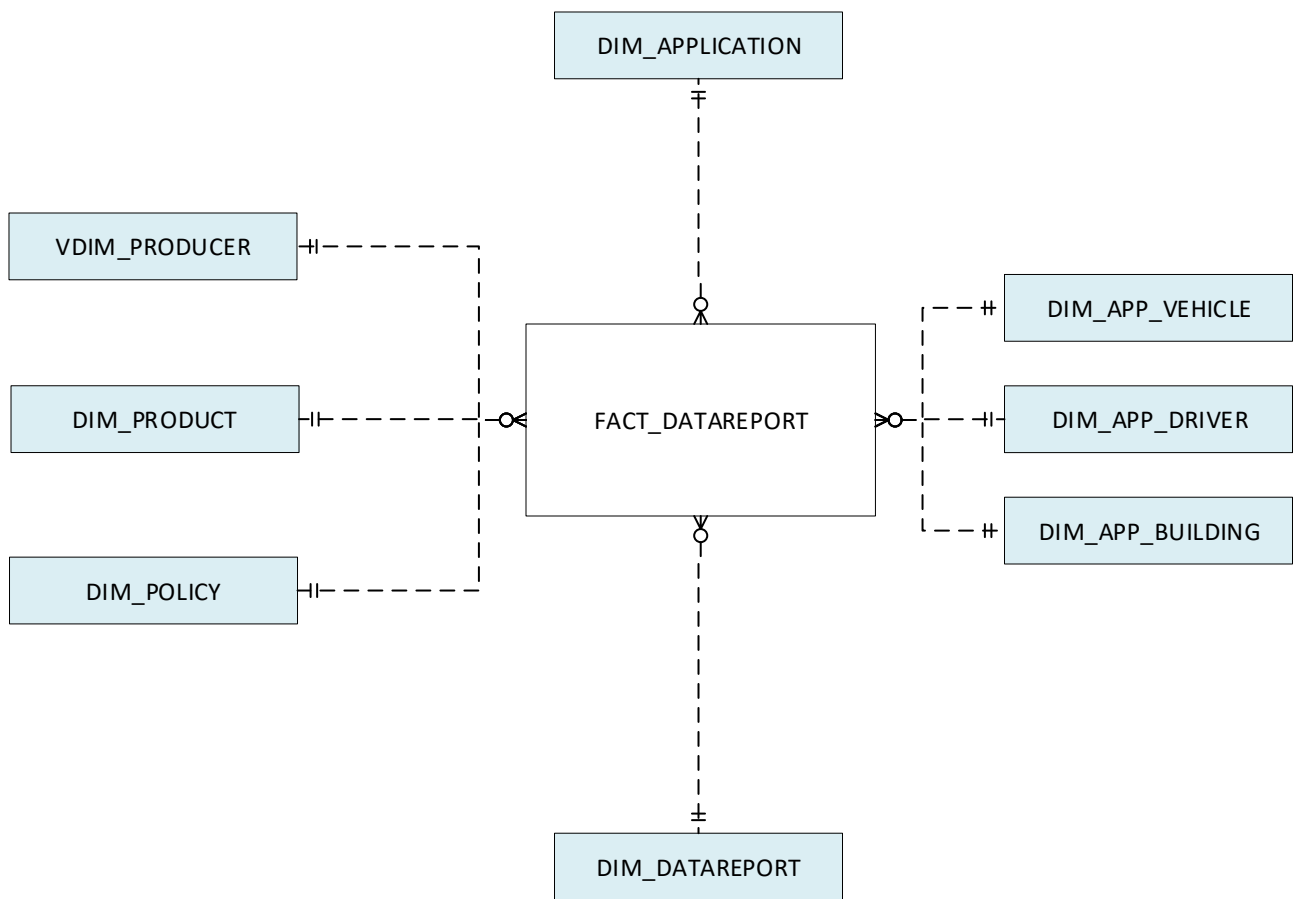 DIM_APPLICATION
VDIM_PRODUCER
DIM_APP_VEHICLE
DIM_PRODUCT
FACT_DATAREPORT
DIM_APP_DRIVER
DIM_APP_BUILDING
DIM_POLICY
DIM_DATAREPORT